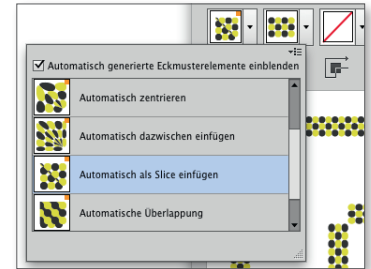 Automatisch generierte Eckmusterelemente einblenden
Automatisch zentrieren
Automatisch dazwischen einfügen
Automatisch als Slice einfügen
Automatische Überlappung